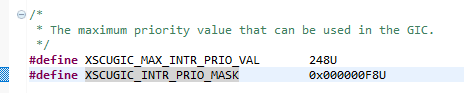 /*
 * The maximum priority value that can be used in the GIC.
 */
#define XSCUGIC_MAX_INTR_PRIO_VAL 248U
#define XSCUGIC_INTR_PRIO_MASK 0x000000F8U